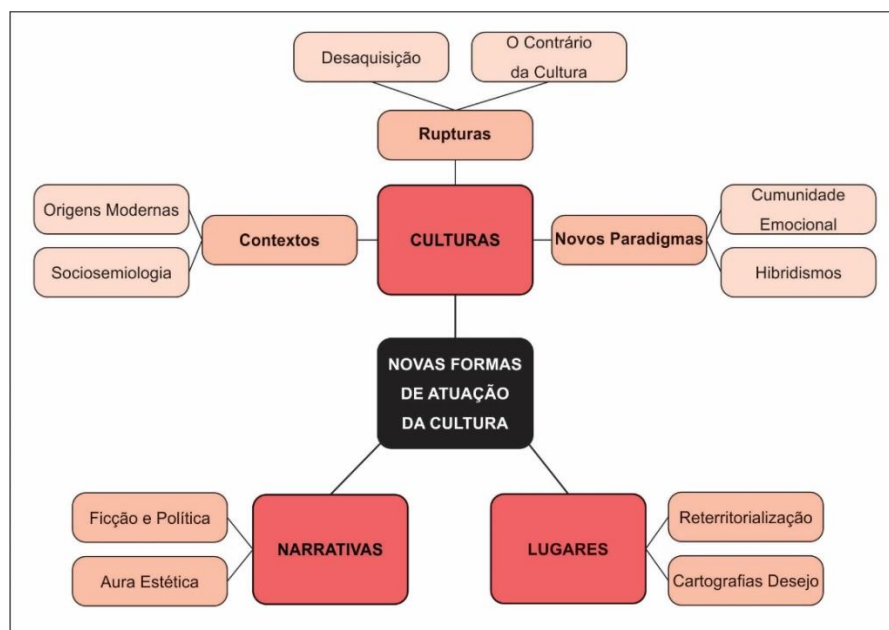 Desaquisição
O Contrário
da Cultura
Rupturas
Origens Modernas
Sociosemiologia
Contextos
CULTURAS
Novos Paradigmas
Cumunidade
Emocional
Hibridismos
NOVAS FORMAS
DE ATUAÇÃO
DA CULTURA
Ficção e Política
Aura Estética
NARRATIVAS
LUGARES
Reterritorialização
Cartografias Desejo